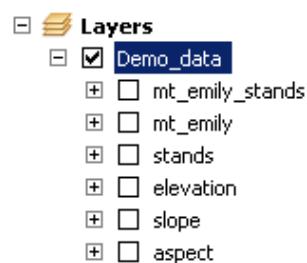 Layers
Demo_data
mt_emily_stands
mt_emily
stands
elevation
slope
aspect